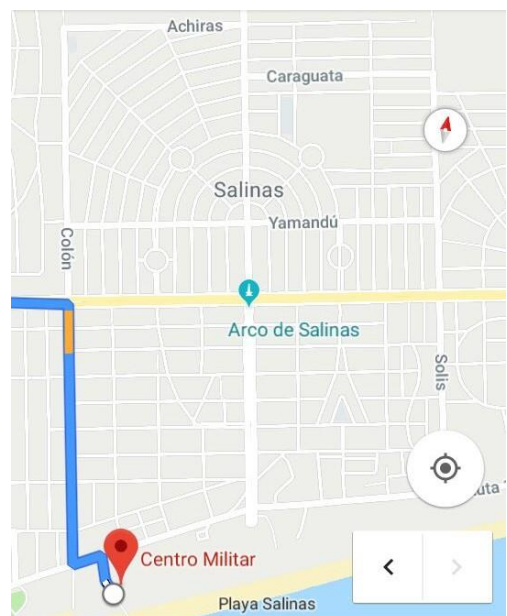 Achiras
Caraguata
Salinas
Yamandú
Colón
Arco de Salinas
Solis
Centro Militar
Playa Salinas